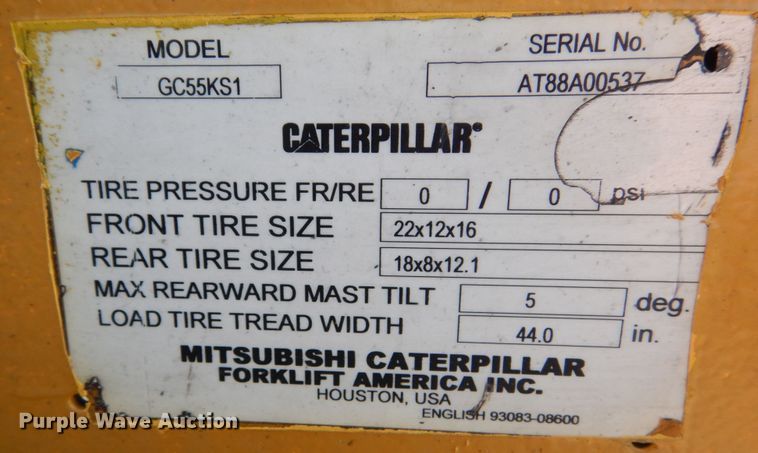 MODEL SERIAL No.
GC55KS1 AT88A00537
CATERPILLAR®
TIRE PRESSURE FR/RE 0 / 0 psi
FRONT TIRE SIZE 22x12x16
REAR TIRE SIZE 18x8x12.1
MAX REARWARD MAST TILT 5 deg.
LOAD TIRE TREAD WIDTH 44.0 in.
MITSUBISHI CATERPILLAR
FORKLIFT AMERICA INC.
HOUSTON, USA
ENGLISH 93083-08600
Purple Wave Auction